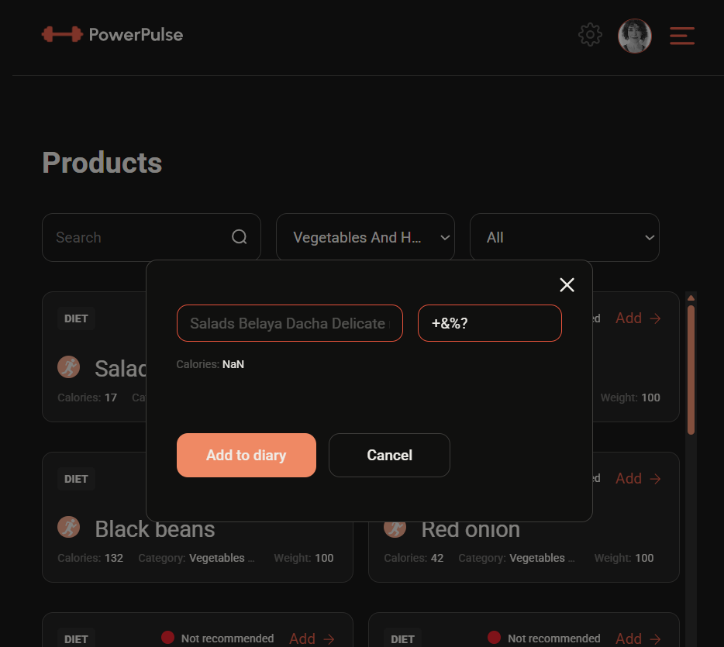 PowerPulse
Products
Search
Vegetables And H...
All
DIET
Add
Salad
Calories: 17
Weight: 100
Salads Belaya Dacha Delicate
+&%?
Calories: NaN
Add to diary
Cancel
DIET
Add
Black beans
Red onion
Calories: 132 Category: Vegetables ... Weight: 100
Calories: 42 Category: Vegetables .. Weight: 100
DIET
Not recommended
Add
DIET
Not recommended
Add